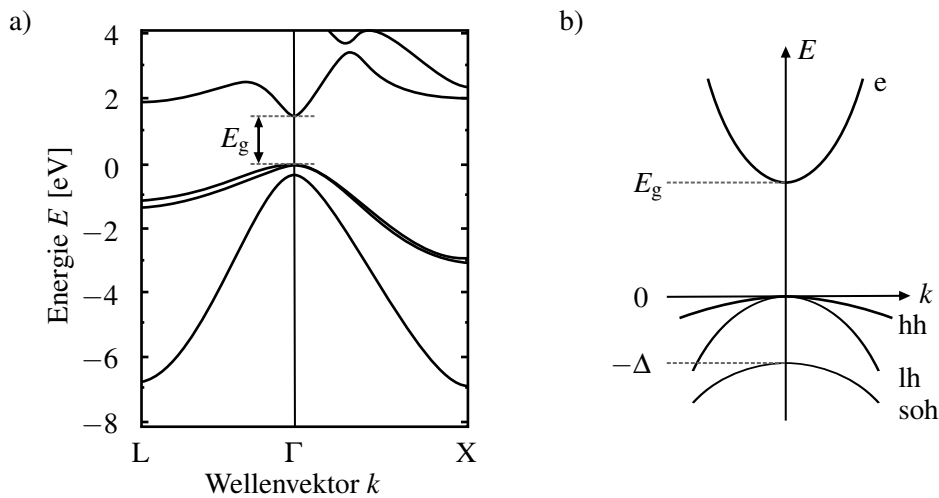 a)
Energie E [eV]
4
2
0
−2
−4
−6
−8
E_g
L Γ X
Wellenvektor k
b)
E
e
E_g
0
k
hh
−Δ
lh
soh